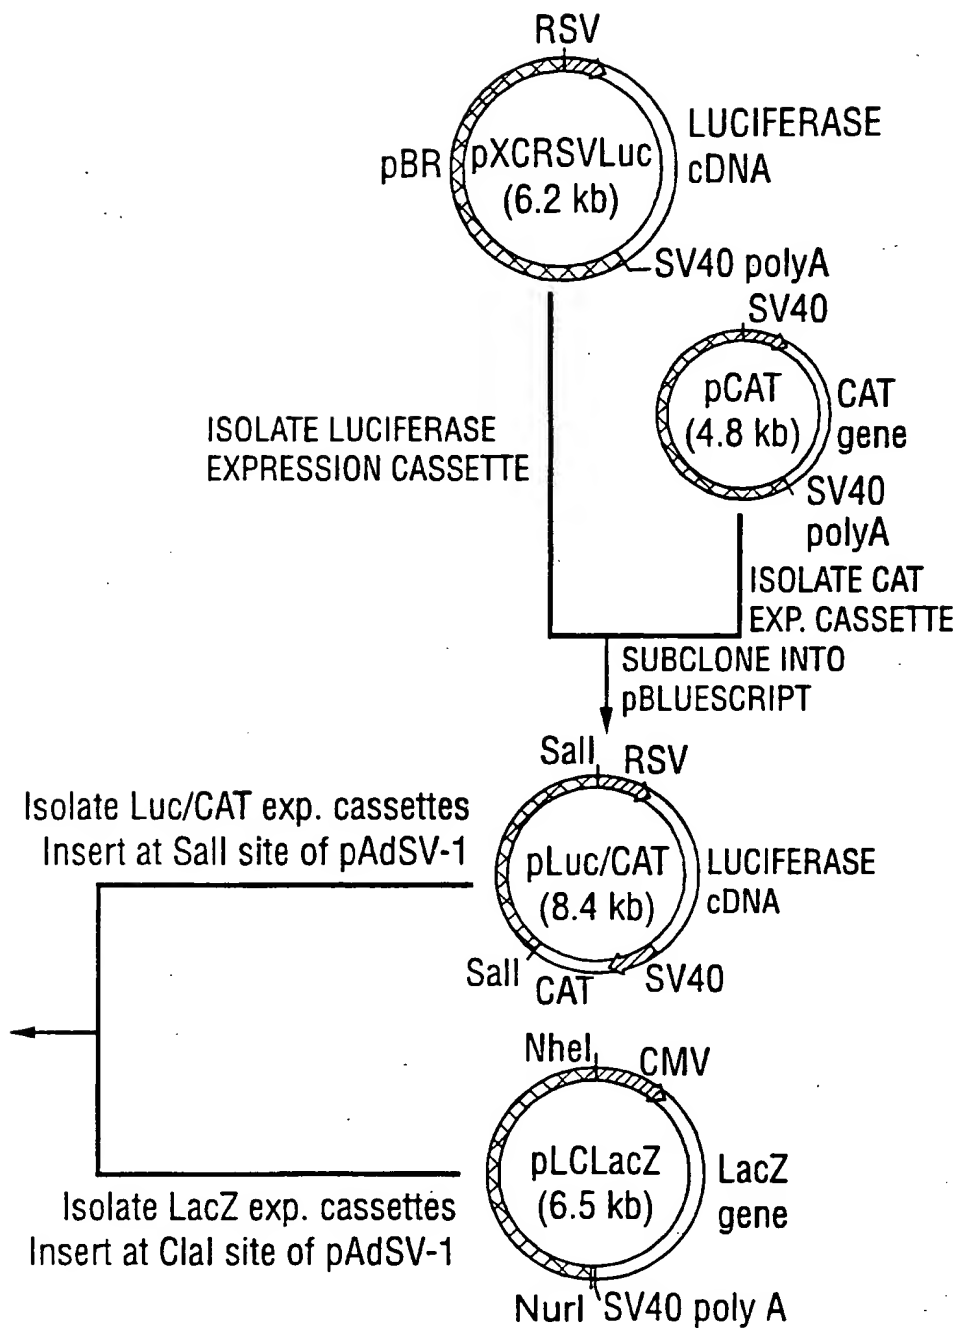 RSV
pBR
pXCRSVLuc
(6.2 kb)
LUCIFERASE
cDNA
SV40 polyA
SV40
pCAT
(4.8 kb)
CAT
gene
SV40
polyA
ISOLATE LUCIFERASE
EXPRESSION CASSETTE
ISOLATE CAT
EXP. CASSETTE
SUBCLONE INTO
pBLUESCRIPT
SalI
RSV
Isolate Luc/CAT exp. cassettes
Insert at SalI site of pAdSV-1
pLuc/CAT
(8.4 kb)
LUCIFERASE
cDNA
SalI
CAT
SV40
NheI
CMV
pLCLacZ
(6.5 kb)
LacZ
gene
Isolate LacZ exp. cassettes
Insert at ClaI site of pAdSV-1
NurI
SV40 poly A